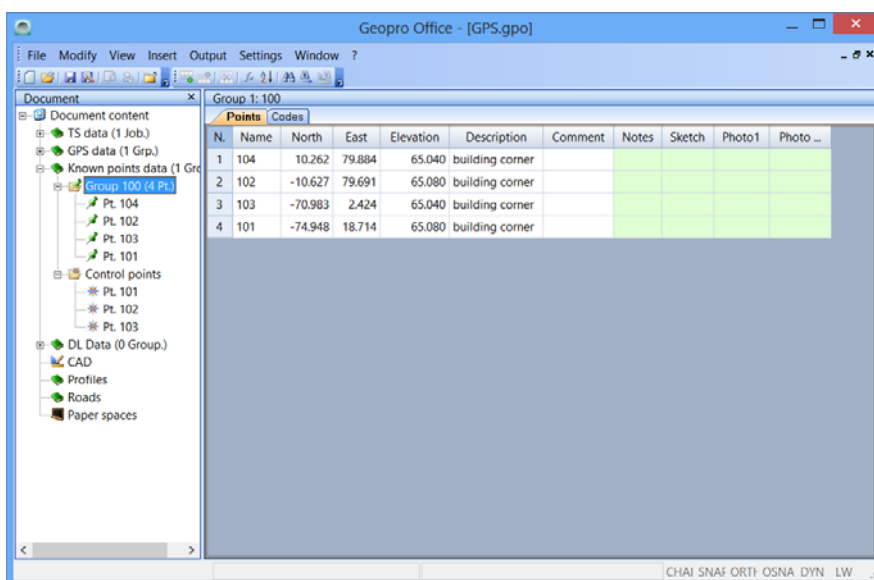 Geopro Office - [GPS.gpo]
File Modify View Insert Output Settings Window ?
Document
Group 1: 100
Document content
TS data (1 Job.)
GPS data (1 Grp.)
Known points data (1 Gr
Group 100 (4 Pt.)
Pt. 104
Pt. 102
Pt. 103
Pt. 101
Control points
Pt. 101
Pt. 102
Pt. 103
DL Data (0 Group.)
CAD
Profiles
Roads
Paper spaces
Points Codes
N. Name North East Elevation Description Comment Notes Sketch Photo1 Photo ...
1 104 10.262 79.884 65.040 building corner
2 102 -10.627 79.691 65.080 building corner
3 103 -70.983 2.424 65.040 building corner
4 101 -74.948 18.714 65.080 building corner
CHAI SNAF ORTH OSNA DYN LW